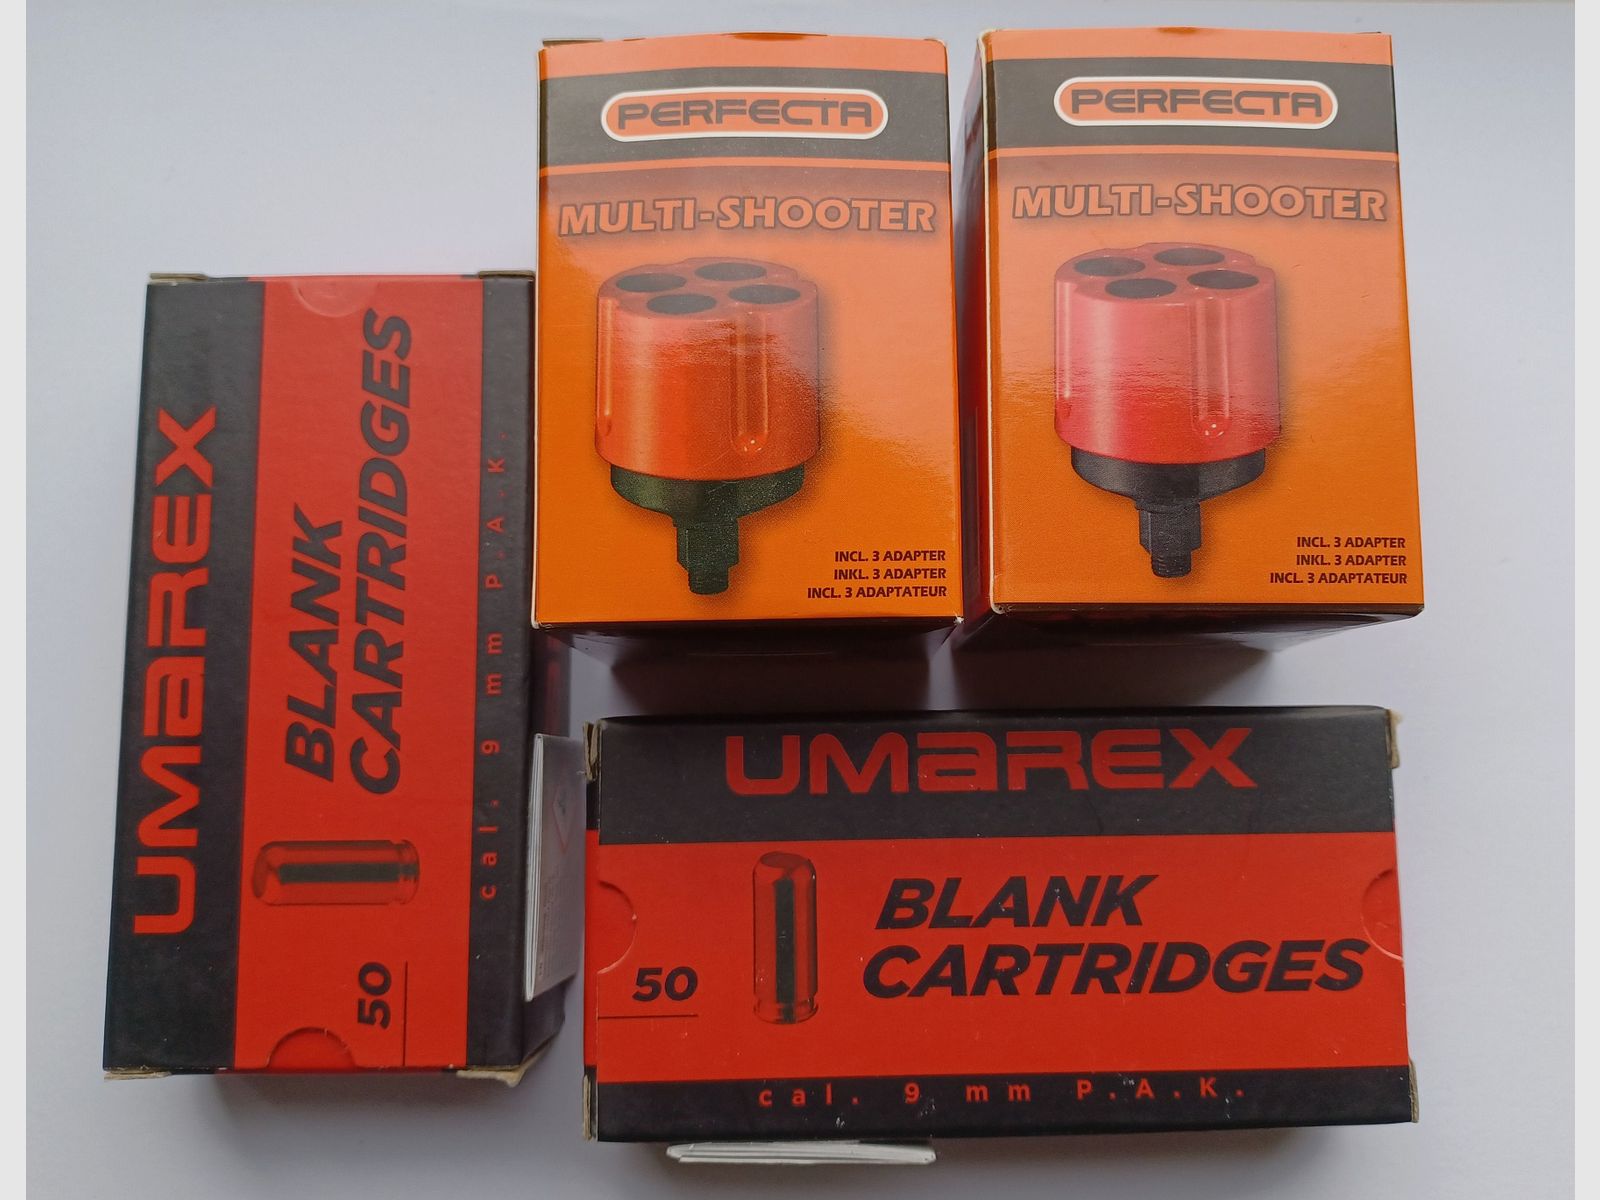 PERFECTA
MULTI-SHOOTER
INCL. 3 ADAPTER
INKL. 3 ADAPTER
INCL. 3 ADAPTATEUR
PERFECTA
MULTI-SHOOTER
INCL. 3 ADAPTER
INKL. 3 ADAPTER
INCL. 3 ADAPTATEUR
UMAREX
BLANK
CARTRIDGES
50
cal. 9 mm P.A.K.
UMAREX
BLANK
CARTRIDGES
50
cal. 9 mm P.A.K.